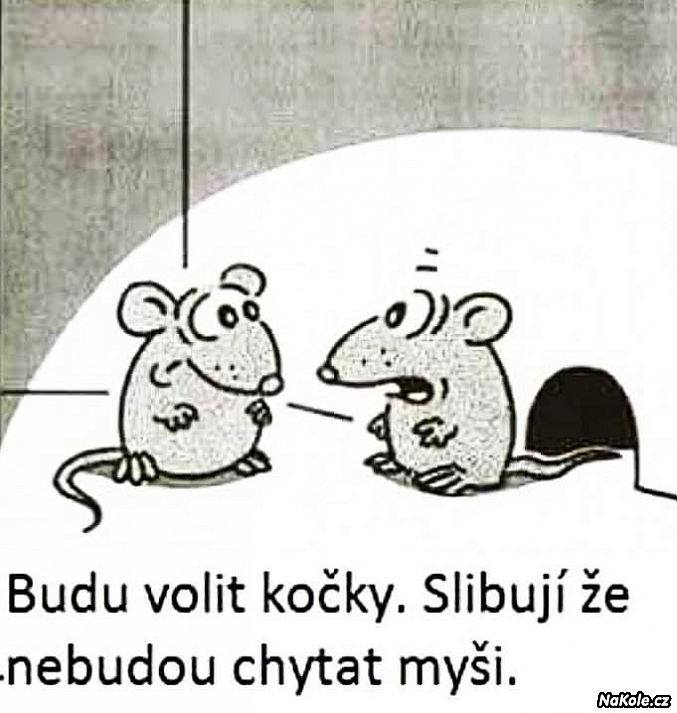 Budu volit kočky. Slibují že
nebudou chytat myši.
NaKole.cz